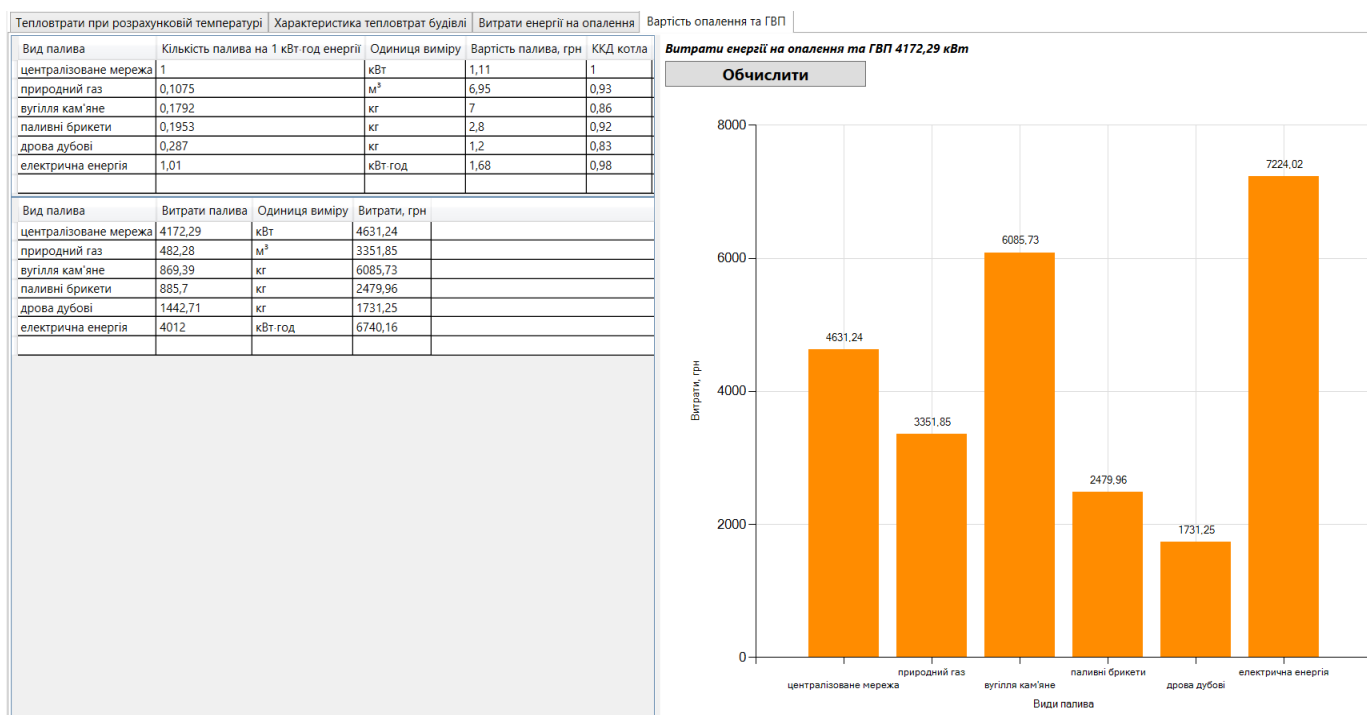 Тепловтрати при розрахунковій температурі Характеристика тепловтрат будівлі Витрати енергії на опалення Вартість опалення та ГВП
Вид палива Кількість палива на 1 кВт·год енергії Одиниця виміру Вартість палива, грн ККД котла
централізоване мережа 1 кВт 1,11 1
природний газ 0,1075 м³ 6,95 0,93
вугілля кам'яне 0,1792 кг 7 0,86
паливні брикети 0,1953 кг 2,8 0,92
дрова дубові 0,287 кг 1,2 0,83
електрична енергія 1,01 кВт·год 1,68 0,98
Вид палива Витрати палива Одиниця виміру Витрати, грн
централізоване мережа 4172,29 кВт 4631,24
природний газ 482,28 м³ 3351,85
вугілля кам'яне 869,39 кг 6085,73
паливні брикети 885,7 кг 2479,96
дрова дубові 1442,71 кг 1731,25
електрична енергія 4012 кВт·год 6740,16
Витрати енергії на опалення та ГВП 4172,29 кВт
Обчислити
8000
6000
4000
2000
0
Витрати, грн
4631,24
3351,85
6085,73
2479,96
1731,25
7224,02
централізоване мережа
природний газ
вугілля кам'яне
паливні брикети
дрова дубові
електрична енергія
Види палива